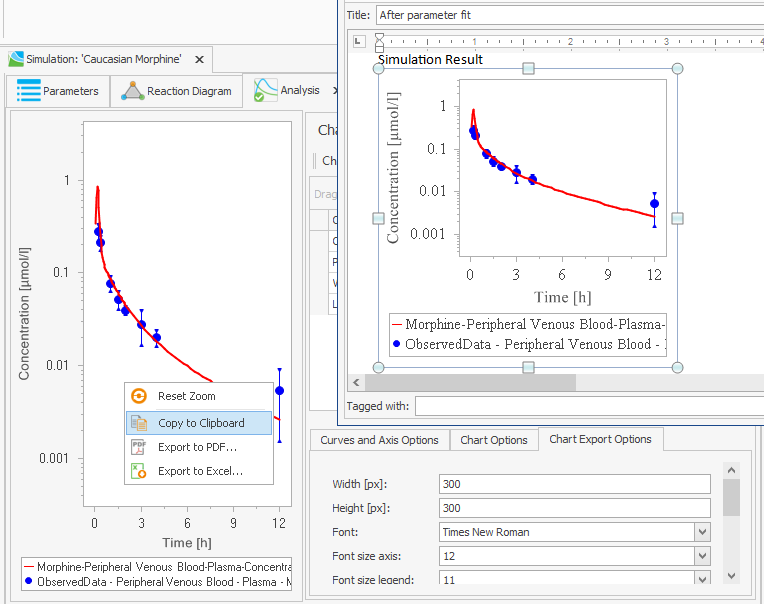 Title: After parameter fit
1 2 3 4
Simulation: 'Caucasian Morphine'
Parameters Reaction Diagram Analysis
Simulation Result
Concentration [µmol/l]
1
0.1
0.01
0.001
0 3 6 9 12
Time [h]
Morphine-Peripheral Venous Blood-Plasma-
ObservedData - Peripheral Venous Blood -
Tagged with:
Concentration [µmol/l]
1
0.1
0.01
0.001
0 3 6 9 12
Time [h]
Morphine-Peripheral Venous Blood-Plasma-Concentra
ObservedData - Peripheral Venous Blood - Plasma - M
Reset Zoom
Copy to Clipboard
Export to PDF...
Export to Excel...
Cha
Ch
Drag
Curves and Axis Options Chart Options Chart Export Options
Width [px]: 300
Height [px]: 300
Font: Times New Roman
Font size axis: 12
Font size legend: 11